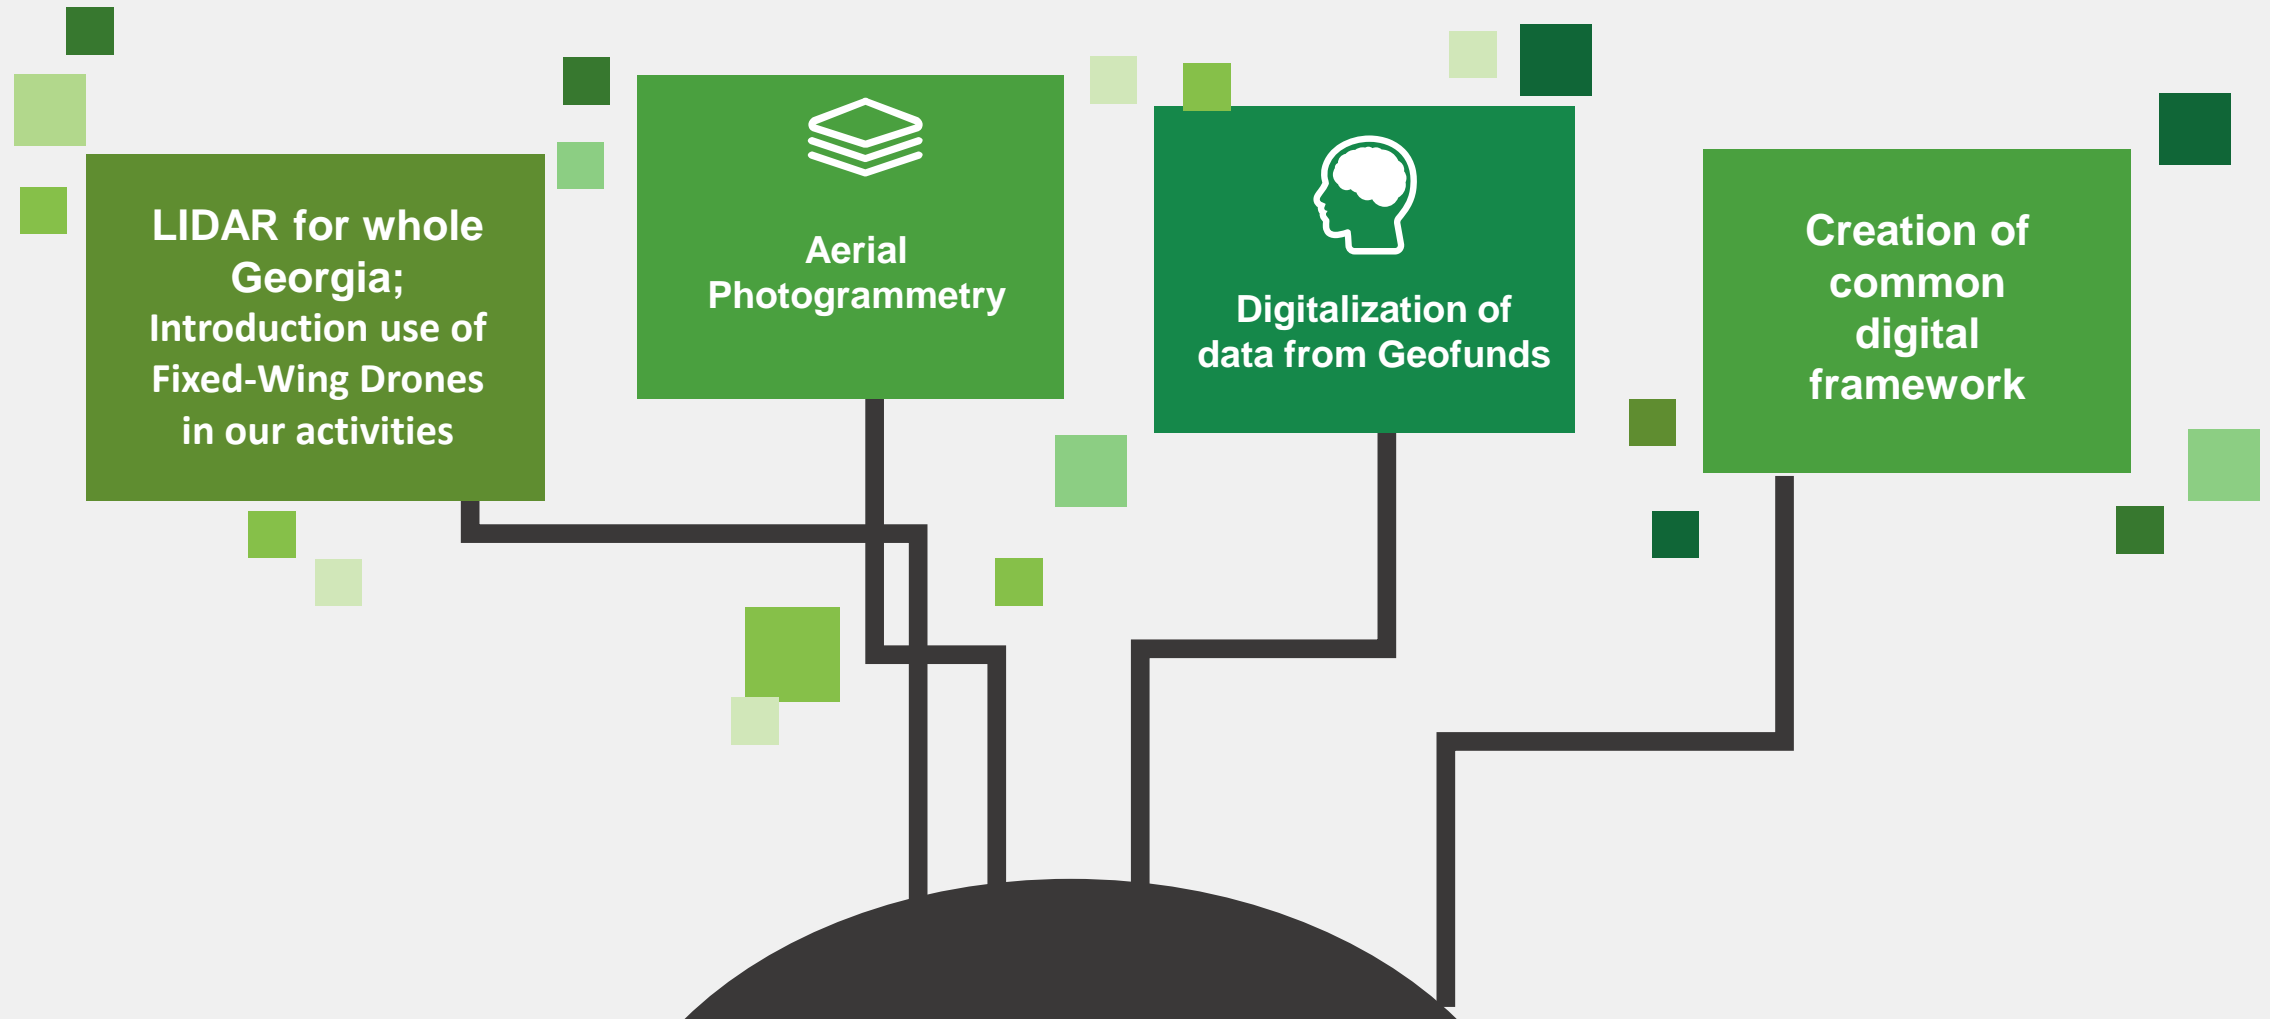 LIDAR for whole
Georgia;
Introduction use of
Fixed-Wing Drones
in our activities
Aerial
Photogrammetry
Digitalization of
data from Geofunds
Creation of
common
digital
framework